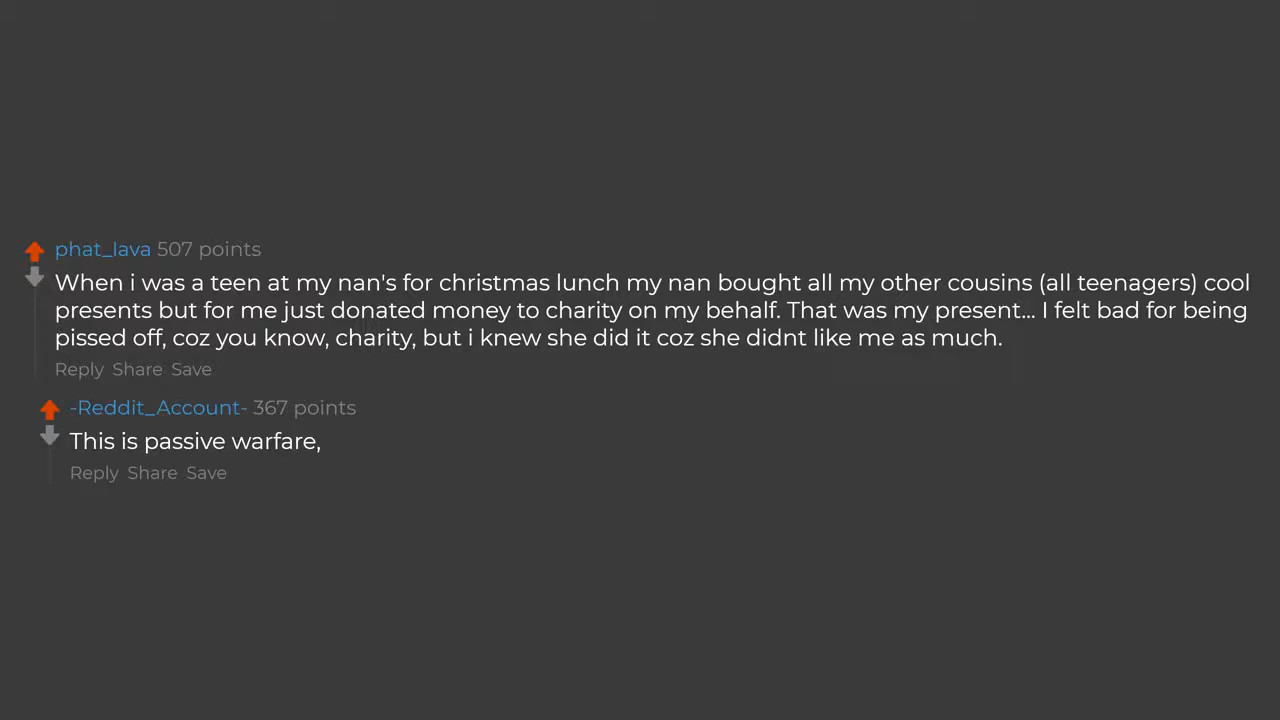 phat_lava 507 points
When i was a teen at my nan's for christmas lunch my nan bought all my other cousins (all teenagers) cool
presents but for me just donated money to charity on my behalf. That was my present... I felt bad for being
pissed off, coz you know, charity, but i knew she did it coz she didnt like me as much.
Reply Share Save
-Reddit_Account- 367 points
This is passive warfare,
Reply Share Save